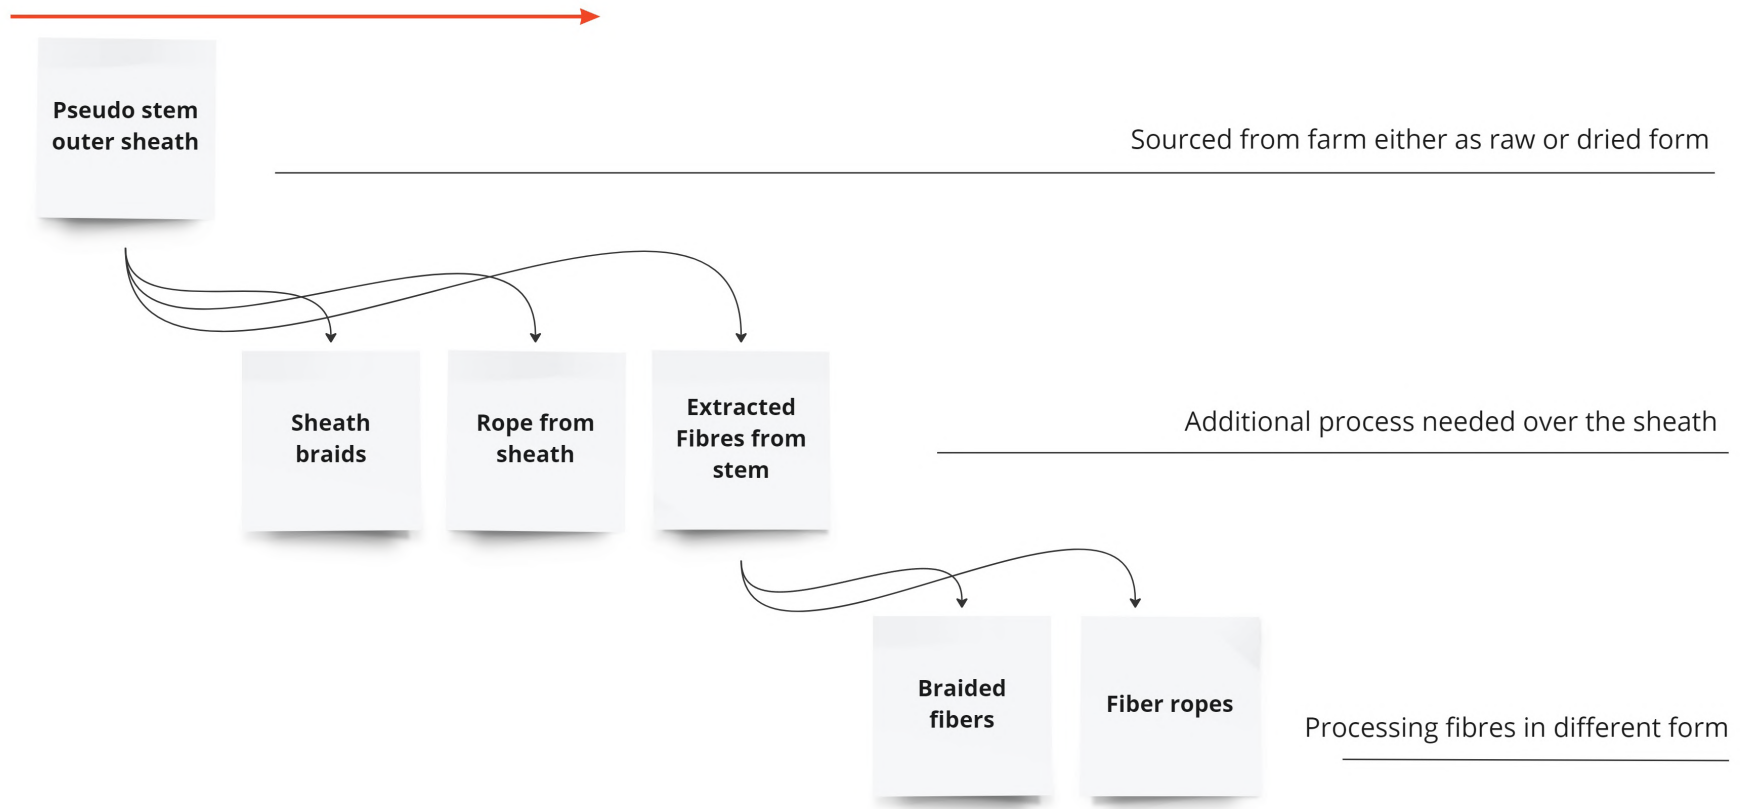 Pseudo stem
outer sheath
Sourced from farm either as raw or dried form
Sheath
braids
Rope from
sheath
Extracted
Fibres from
stem
Additional process needed over the sheath
Braided
fibers
Fiber ropes
Processing fibres in different form